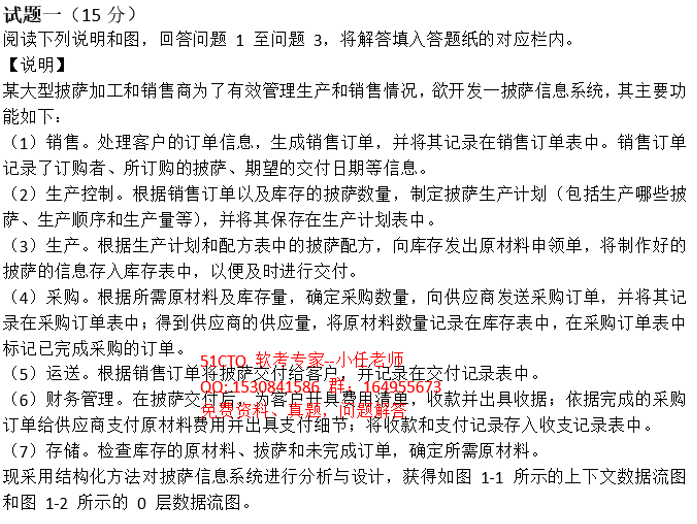 试题一（15 分）
阅读下列说明和图，回答问题 1 至问题 3，将解答填入答题纸的对应栏内。
【说明】
某大型披萨加工和销售商为了有效管理生产和销售情况，欲开发一披萨信息系统，其主要功
能如下：
（1）销售。处理客户的订单信息，生成销售订单，并将其记录在销售订单表中。销售订单
记录了订购者、所订购的披萨、期望的交付日期等信息。
（2）生产控制。根据销售订单以及库存的披萨数量，制定披萨生产计划（包括生产哪些披
萨、生产顺序和生产量等），并将其保存在生产计划表中。
（3）生产。根据生产计划和配方表中的披萨配方，向库存发出原材料申领单，将制作好的
披萨的信息存入库存表中，以便及时进行交付。
（4）采购。根据所需原材料及库存量，确定采购数量，向供应商发送采购订单，并将其记
录在采购订单表中；得到供应商的供应量，将原材料数量记录在库存表中，在采购订单表中
标记已完成采购的订单。
51CTO 软考专家--小任老师
（5）运送。根据销售订单将披萨交付给客户，并记录在交付记录表中。
QQ: 1530841586 群：164955673
（6）财务管理。在披萨交付后，为客户开具费用清单，收款并出具收据；依据完成的采购
免费资料、真题，问题解答
订单给供应商支付原材料费用并出具支付细节；将收款和支付记录存入收支记录表中。
（7）存储。检查库存的原材料、披萨和未完成订单，确定所需原材料。
现采用结构化方法对披萨信息系统进行分析与设计，获得如图 1-1 所示的上下文数据流图
和图 1-2 所示的 0 层数据流图。